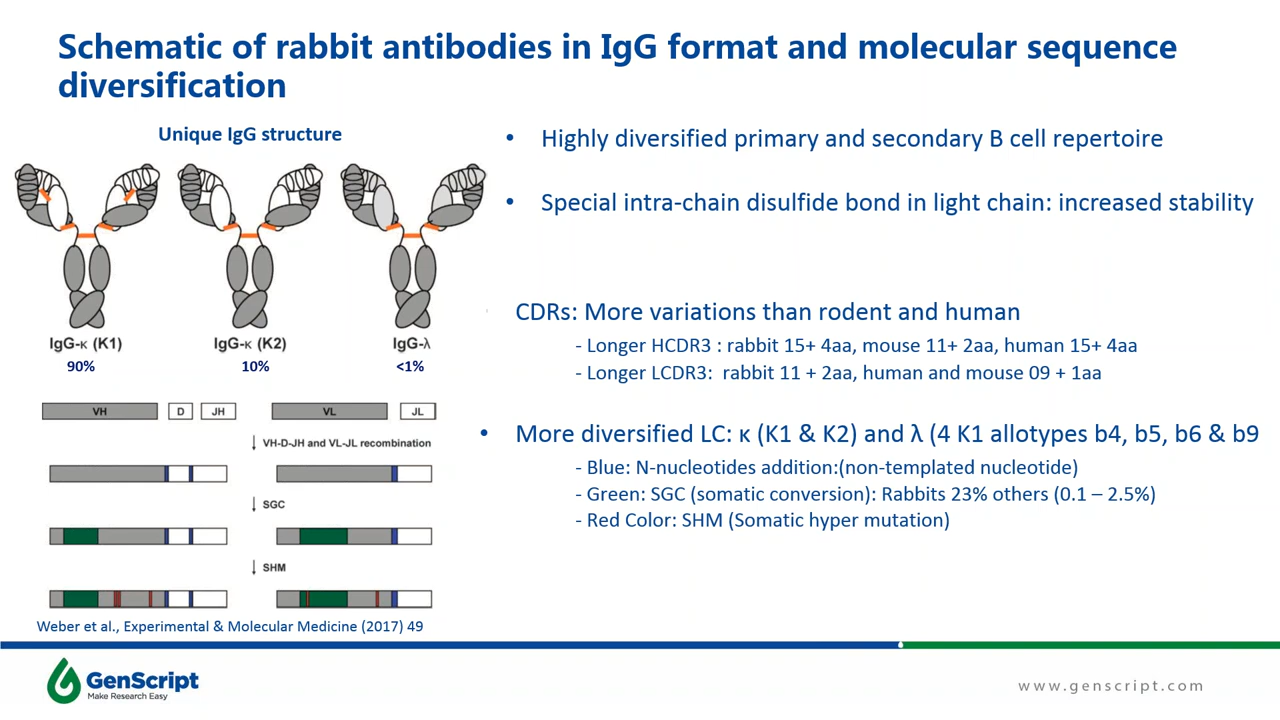 Schematic of rabbit antibodies in IgG format and molecular sequence
diversification
Unique IgG structure
IgG-κ (K1)
IgG-κ (K2)
IgG-λ
90%
10%
<1%
VH
D
JH
VL
JL
VH-D-JH and VL-JL recombination
SGC
SHM
Weber et al., Experimental & Molecular Medicine (2017) 49
• Highly diversified primary and secondary B cell repertoire
• Special intra-chain disulfide bond in light chain: increased stability
CDRs: More variations than rodent and human
- Longer HCDR3 : rabbit 15+ 4aa, mouse 11+ 2aa, human 15+ 4aa
- Longer LCDR3: rabbit 11 + 2aa, human and mouse 09 + 1aa
• More diversified LC: κ (K1 & K2) and λ (4 K1 allotypes b4, b5, b6 & b9
- Blue: N-nucleotides addition:(non-templated nucleotide)
- Green: SGC (somatic conversion): Rabbits 23% others (0.1 – 2.5%)
- Red Color: SHM (Somatic hyper mutation)
GenScript
Make Research Easy
www.genscript.com